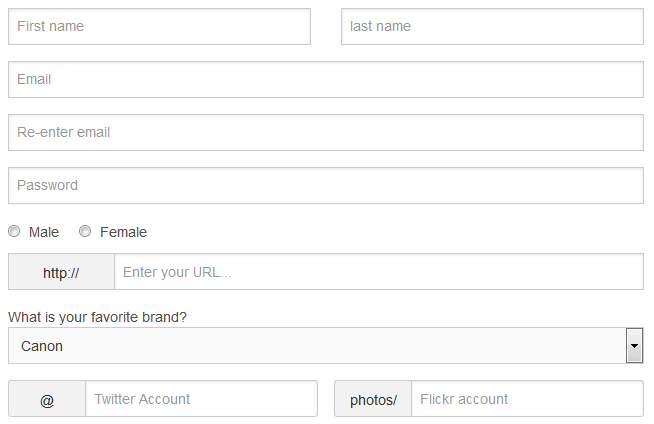 First name last name
Email
Re-enter email
Password
Male Female
http:// Enter your URL...
What is your favorite brand?
Canon
@ Twitter Account photos/ Flickr account